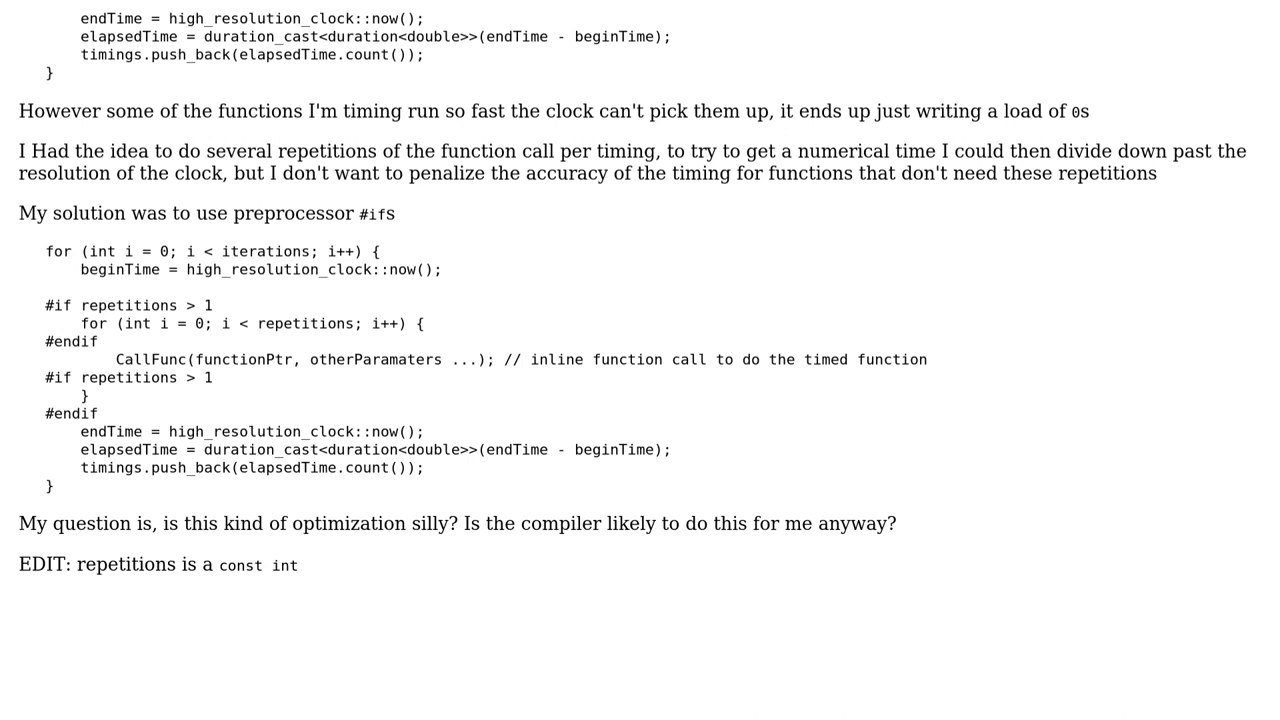 endTime = high_resolution_clock::now();
elapsedTime = duration_cast<duration<double>>(endTime - beginTime);
timings.push_back(elapsedTime.count());
}
However some of the functions I'm timing run so fast the clock can't pick them up, it ends up just writing a load of 0s
I Had the idea to do several repetitions of the function call per timing, to try to get a numerical time I could then divide down past the
resolution of the clock, but I don't want to penalize the accuracy of the timing for functions that don't need these repetitions
My solution was to use preprocessor #ifs
for (int i = 0; i < iterations; i++) {
beginTime = high_resolution_clock::now();
#if repetitions > 1
for (int i = 0; i < repetitions; i++) {
#endif
CallFunc(functionPtr, otherParamaters ...); // inline function call to do the timed function
#if repetitions > 1
}
#endif
endTime = high_resolution_clock::now();
elapsedTime = duration_cast<duration<double>>(endTime - beginTime);
timings.push_back(elapsedTime.count());
}
My question is, is this kind of optimization silly? Is the compiler likely to do this for me anyway?
EDIT: repetitions is a const int